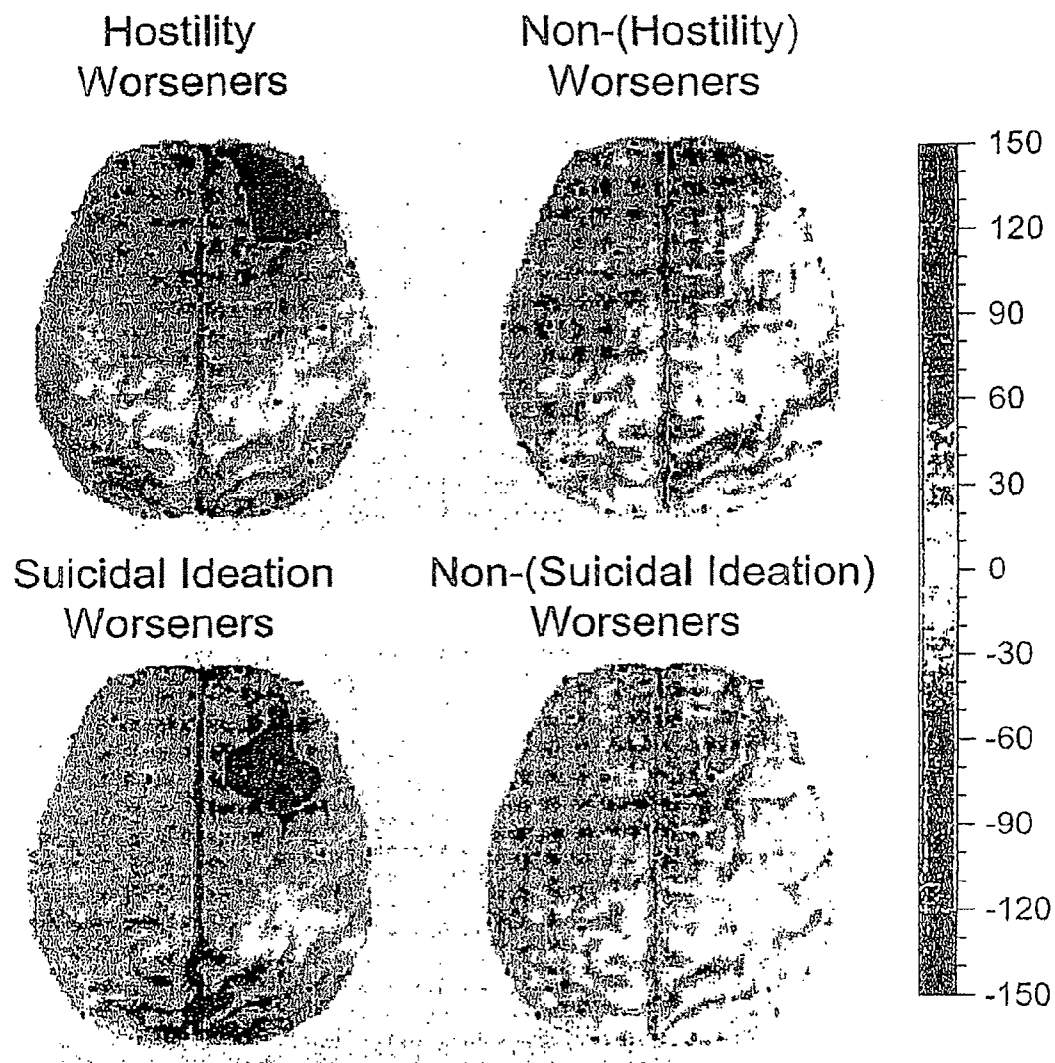 Hostility
Worseners
Non-(Hostility)
Worseners
150
120
90
60
30
0
-30
-60
-90
-120
-150
Suicidal Ideation
Worseners
Non-(Suicidal Ideation)
Worseners